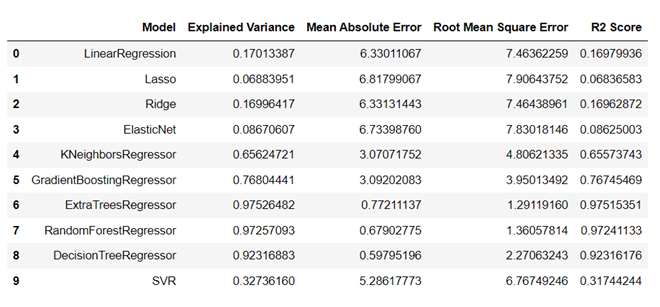 Model Explained Variance Mean Absolute Error Root Mean Square Error R2 Score
0 LinearRegression 0.17013387 6.33011067 7.46362259 0.16979936
1 Lasso 0.06883951 6.81799067 7.90643752 0.06836583
2 Ridge 0.16996417 6.33131443 7.46438961 0.16962872
3 ElasticNet 0.08670607 6.73398760 7.83018146 0.08625003
4 KNeighborsRegressor 0.65624721 3.07071752 4.80621335 0.65573743
5 GradientBoostingRegressor 0.76804441 3.09202083 3.95013492 0.76745469
6 ExtraTreesRegressor 0.97526482 0.77211137 1.29119160 0.97515351
7 RandomForestRegressor 0.97257093 0.67902775 1.36057814 0.97241133
8 DecisionTreeRegressor 0.92316883 0.59795196 2.27063243 0.92316176
9 SVR 0.32736160 5.28617773 6.76749246 0.31744244